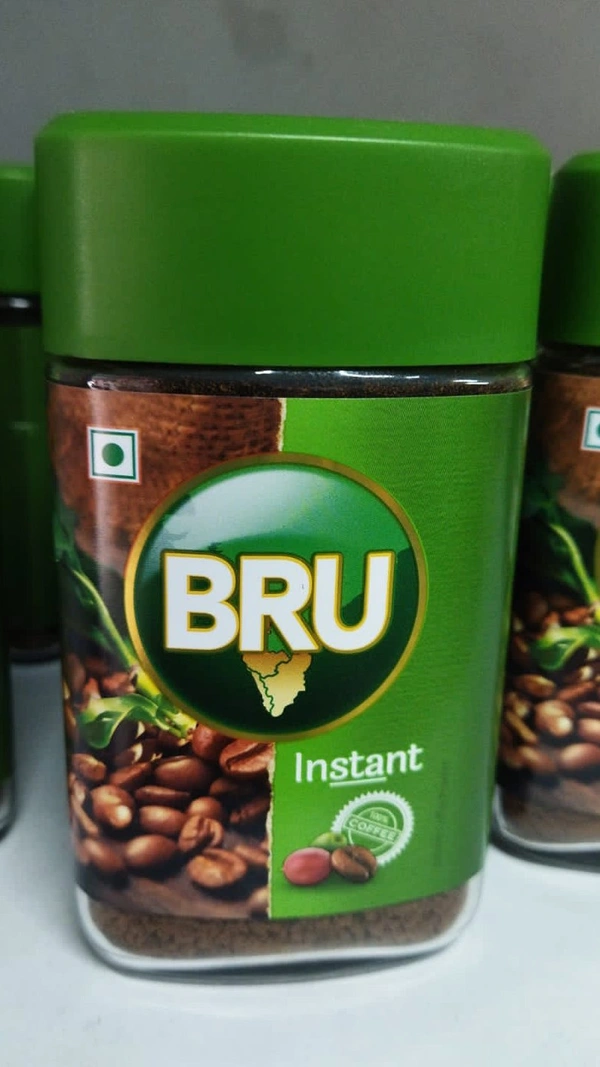 BRU
Instant
100%
COFFEE